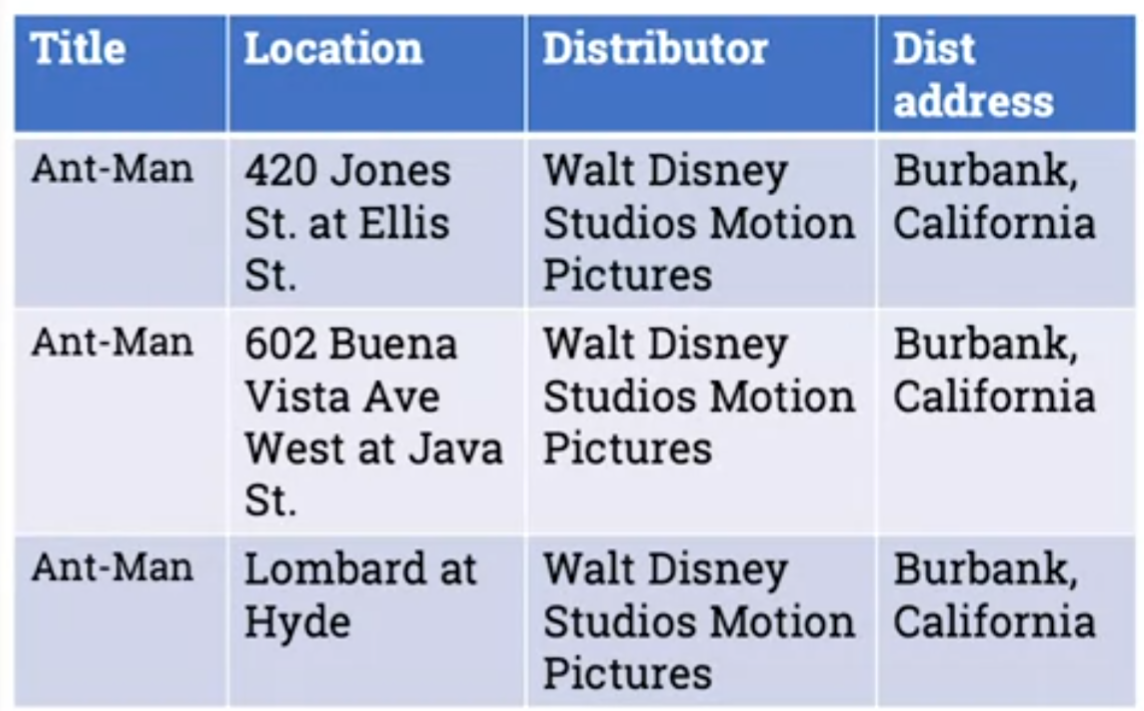 Title Location Distributor Dist
address
Ant-Man 420 Jones Walt Disney Burbank,
St. at Ellis Studios Motion California
St. Pictures
Ant-Man 602 Buena Walt Disney Burbank,
Vista Ave Studios Motion California
West at Java Pictures
St.
Ant-Man Lombard at Walt Disney Burbank,
Hyde Studios Motion California
Pictures